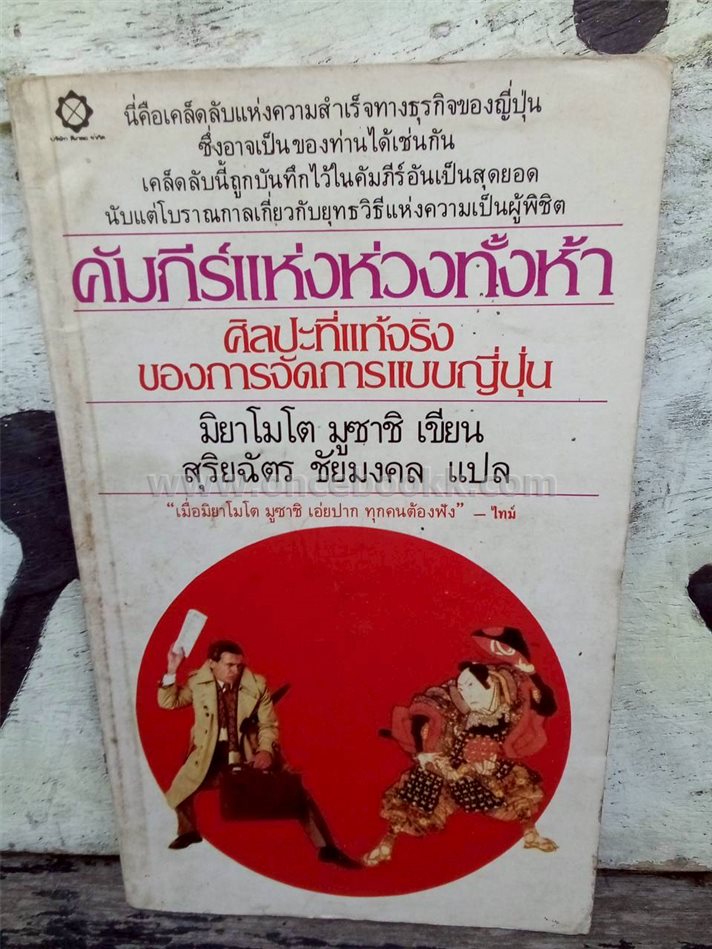 นี่คือเคล็ดลับแห่งความสำเร็จทางธุรกิจของญี่ปุ่น
ซึ่งอาจเป็นของท่านได้เช่นกัน
เคล็ดลับนี้ถูกบันทึกไว้ในคัมภีร์อันเป็นสุดยอด
นับแต่โบราณกาลเกี่ยวกับยุทธวิธีแห่งความเป็นผู้พิชิต
คัมภีร์แห่งห่วงทั้งห้า
ศิลปะที่แท้จริง
ของการจัดการแบบญี่ปุ่น
มิยาโมโต มูซาชิ เขียน
สุริยฉัตร ชัยมงคล แปล
www.oncebookk.com
"เมื่อมิยาโมโต มูซาชิ เอ่ยปาก ทุกคนต้องฟัง" — ไทม์